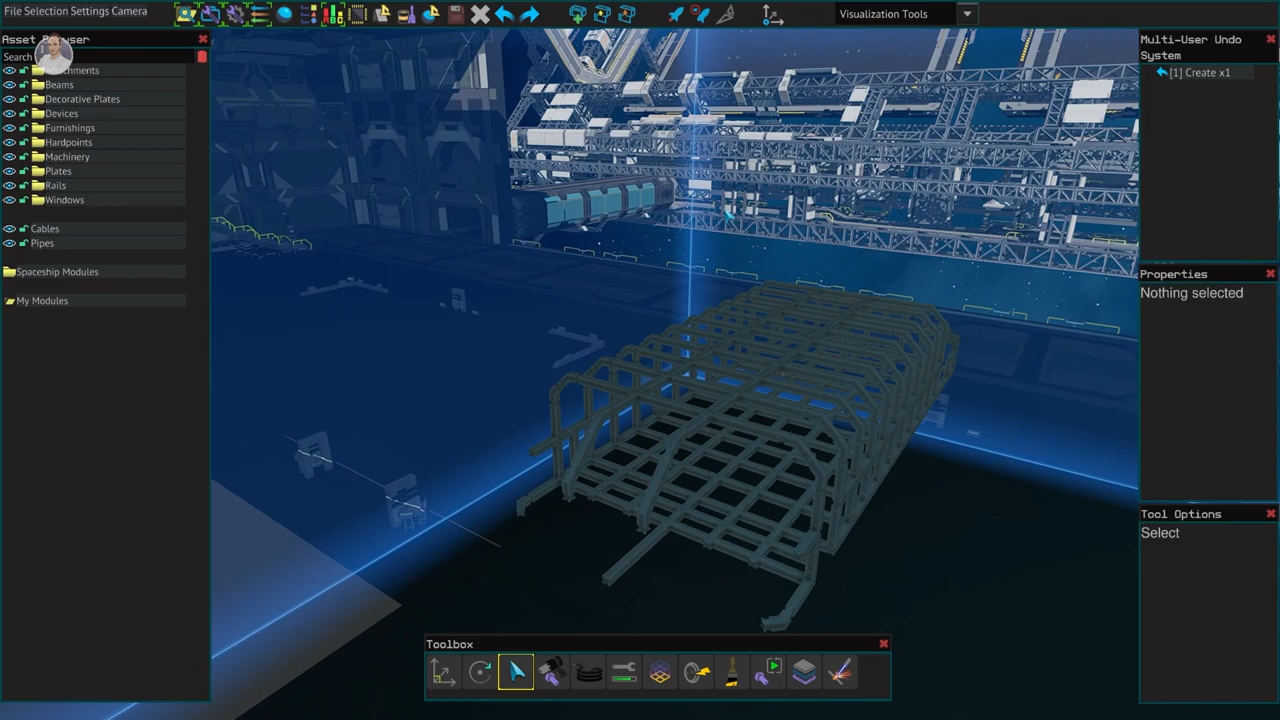 File Selection Settings Camera
Visualization Tools
Asset Browser
Search
Attachments
Beams
Decorative Plates
Devices
Furnishings
Hardpoints
Machinery
Plates
Rails
Windows
Cables
Pipes
Spaceship Modules
My Modules
Multi-User Undo
System
[1] Create x1
Properties
Nothing selected
Tool Options
Select
Toolbox